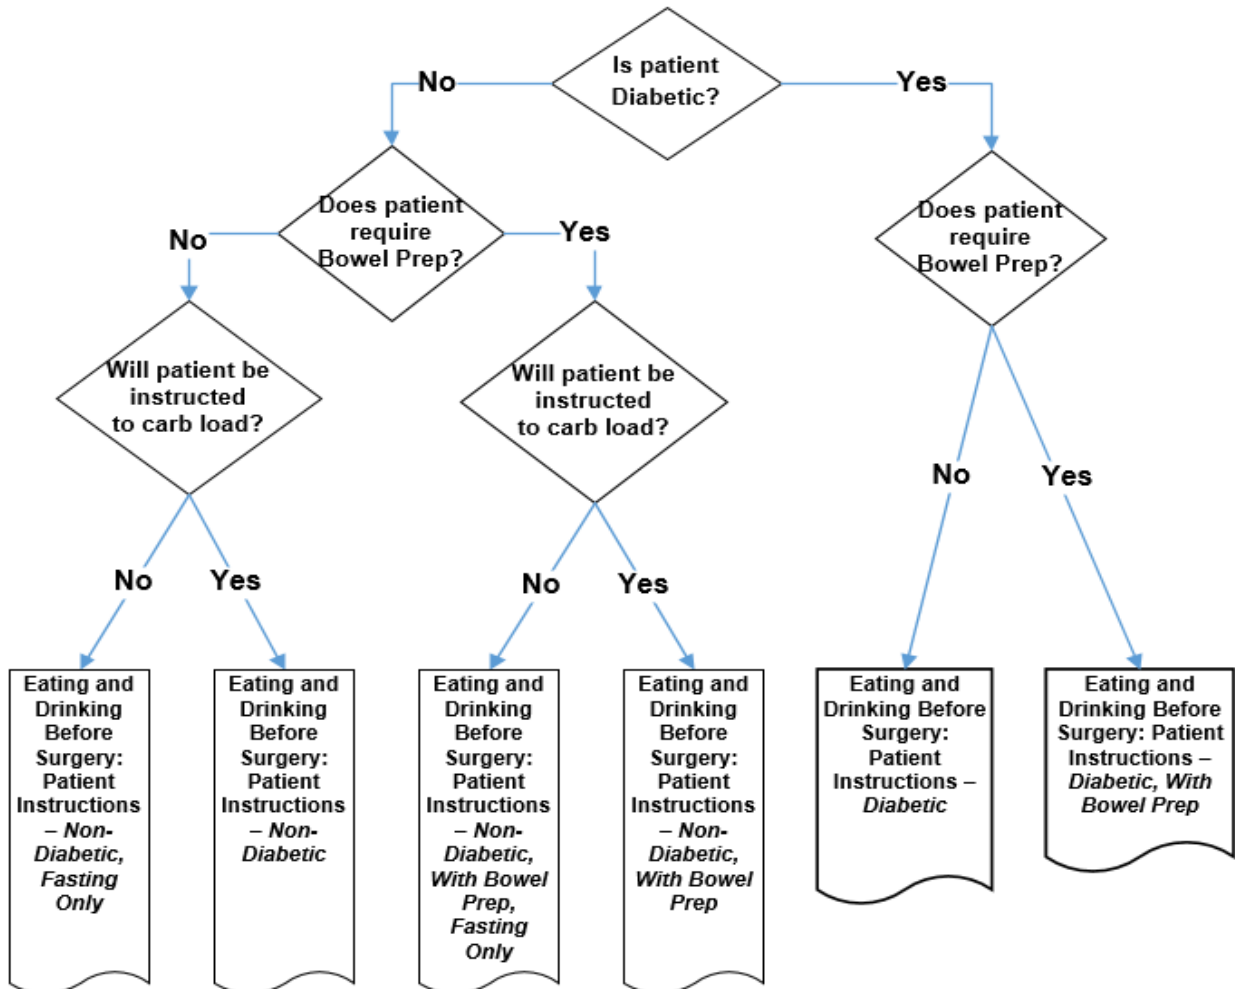 Is patient
Diabetic?
No
Yes
Does patient
require
Bowel Prep?
No
Yes
Does patient
require
Bowel Prep?
Will patient be
instructed
to carb load?
Will patient be
instructed
to carb load?
No
Yes
No
Yes
No
Yes
Eating and
Drinking
Before
Surgery:
Patient
Instructions
– Non-
Diabetic,
Fasting
Only
Eating and
Drinking
Before
Surgery:
Patient
Instructions
– Non-
Diabetic
Eating and
Drinking
Before
Surgery:
Patient
Instructions
– Non-
Diabetic,
With Bowel
Prep,
Fasting
Only
Eating and
Drinking
Before
Surgery:
Patient
Instructions
– Non-
Diabetic,
With Bowel
Prep
Eating and
Drinking Before
Surgery:
Patient
Instructions –
Diabetic
Eating and
Drinking Before
Surgery: Patient
Instructions –
Diabetic, With
Bowel Prep